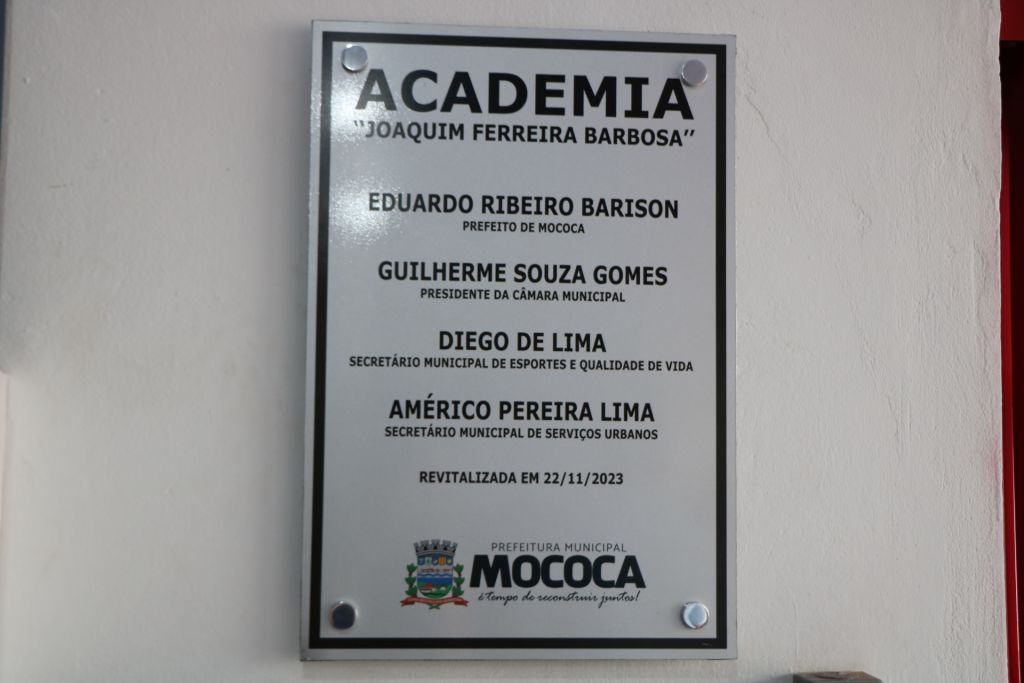 ACADEMIA
"JOAQUIM FERREIRA BARBOSA"
EDUARDO RIBEIRO BARISON
PREFEITO DE MOCOCA
GUILHERME SOUZA GOMES
PRESIDENTE DA CÂMARA MUNICIPAL
DIEGO DE LIMA
SECRETÁRIO MUNICIPAL DE ESPORTES E QUALIDADE DE VIDA
AMÉRICO PEREIRA LIMA
SECRETÁRIO MUNICIPAL DE SERVIÇOS URBANOS
REVITALIZADA EM 22/11/2023
PREFEITURA MUNICIPAL
MOCOCA
é tempo de reconstruir juntos!